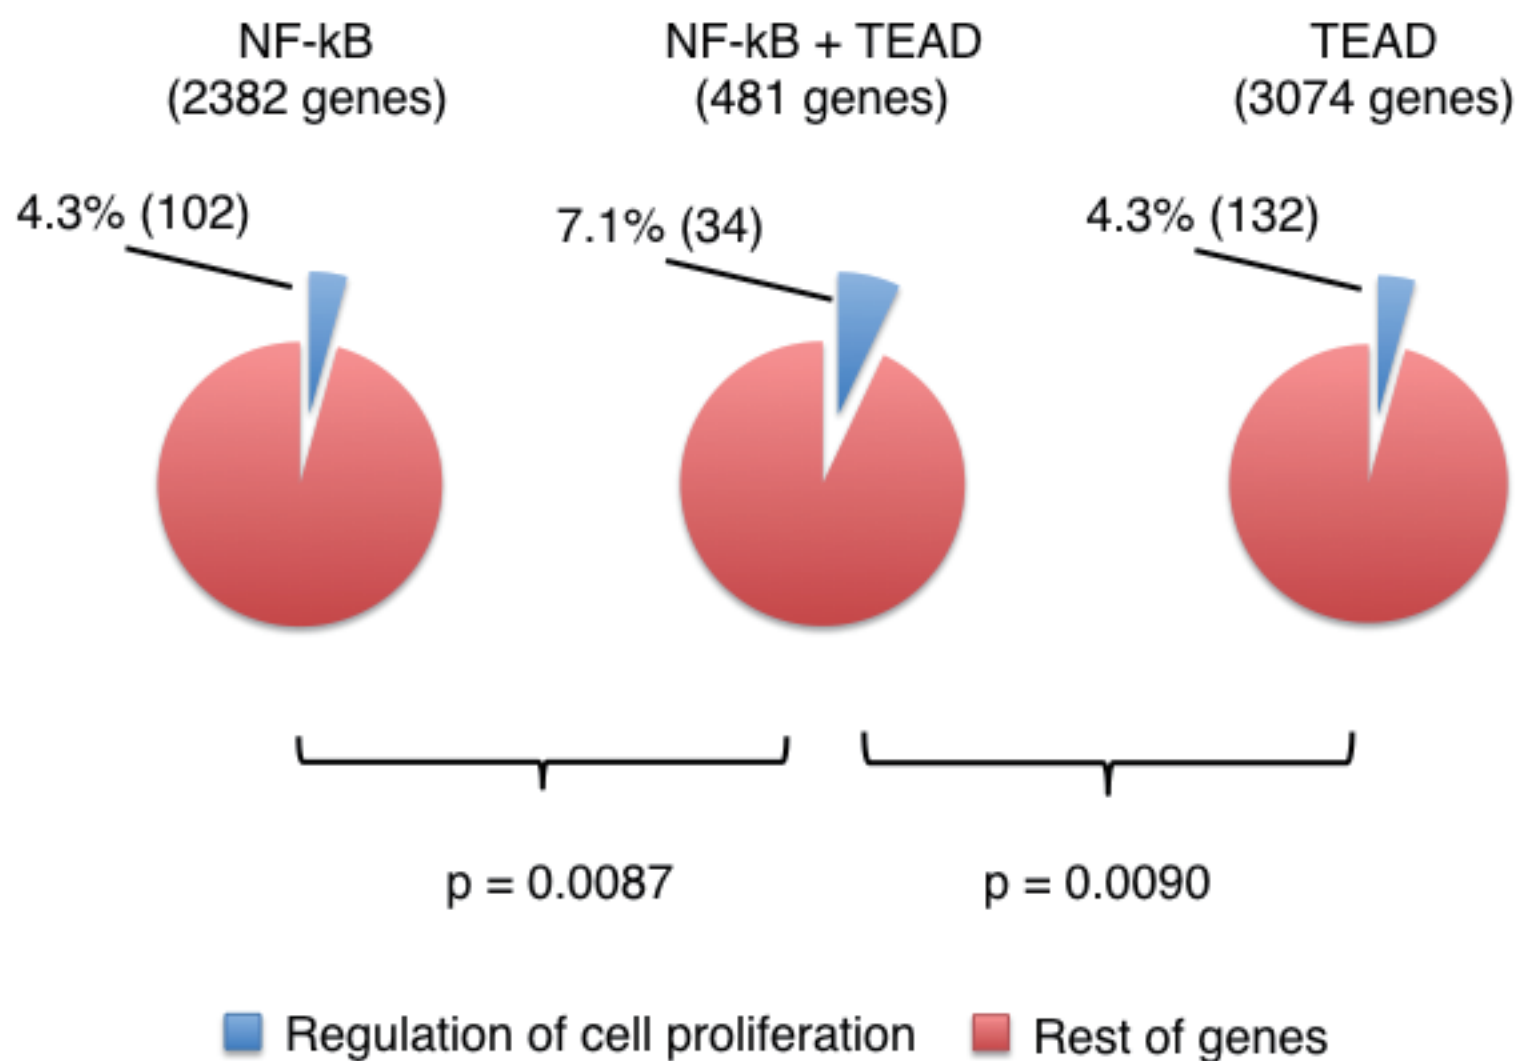 NF-kB
(2382 genes)
NF-kB + TEAD
(481 genes)
TEAD
(3074 genes)
4.3% (102)
7.1% (34)
4.3% (132)
p = 0.0087
p = 0.0090
Regulation of cell proliferation
Rest of genes